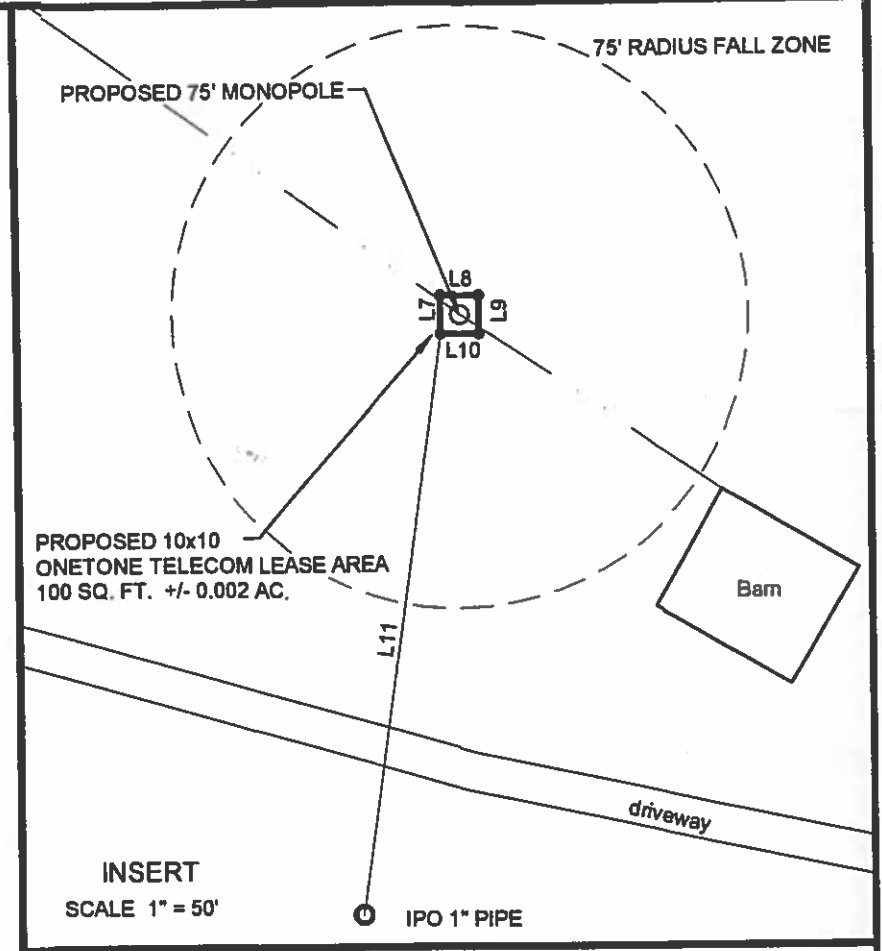 75' RADIUS FALL ZONE
PROPOSED 75' MONOPOLE
L8
L7
L9
L10
PROPOSED 10x10
ONETONE TELECOM LEASE AREA
100 SQ. FT. +/- 0.002 AC.
Barn
L11
driveway
INSERT
SCALE 1" = 50'
IPO 1" PIPE